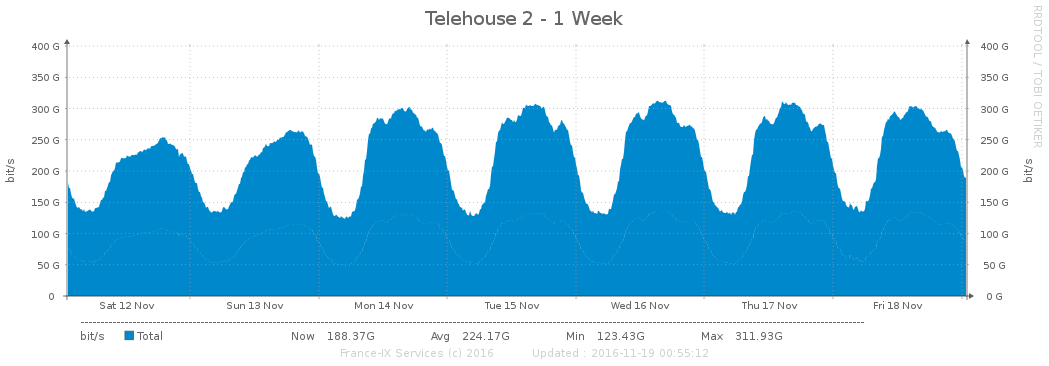 Telehouse 2 - 1 Week
RRDTOOL / TOBI OETIKER
400 G 400 G
350 G 350 G
300 G 300 G
250 G 250 G
200 G 200 G
150 G 150 G
100 G 100 G
50 G 50 G
0 0 G
bit/s bit/s
Sat 12 Nov Sun 13 Nov Mon 14 Nov Tue 15 Nov Wed 16 Nov Thu 17 Nov Fri 18 Nov
bit/s Total Now 188.37G Avg 224.17G Min 123.43G Max 311.93G
France-IX Services (c) 2016 Updated : 2016-11-19 00:55:12